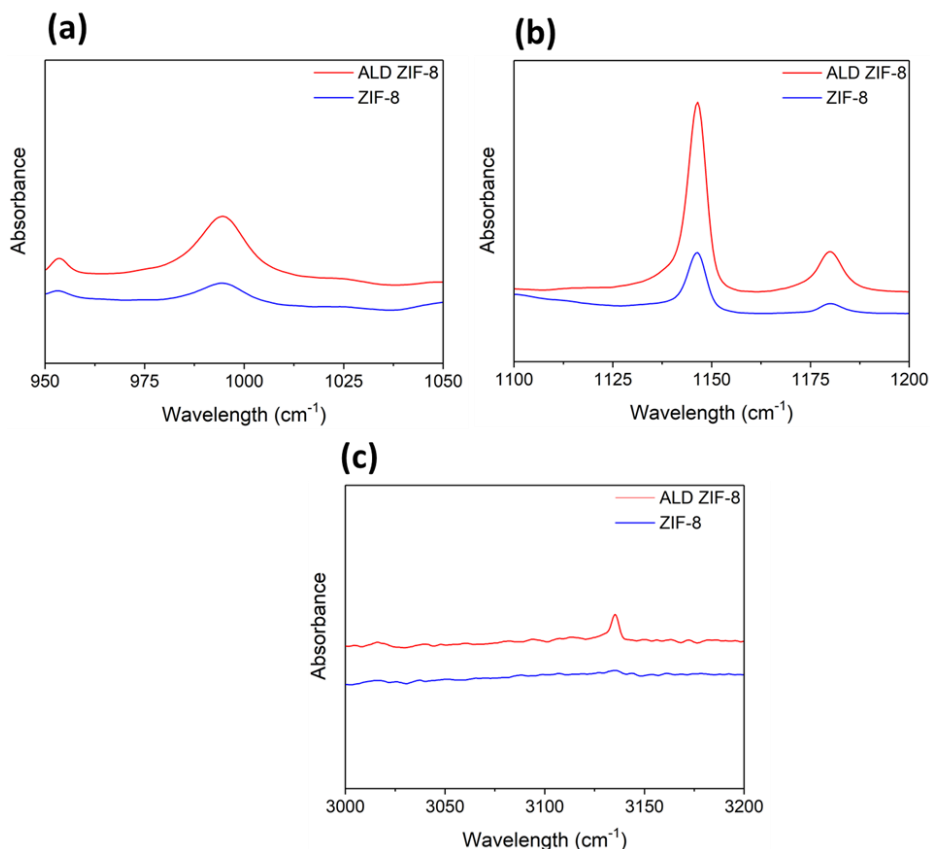 (a)
ALD ZIF-8
ZIF-8
Absorbance
950 975 1000 1025 1050
Wavelength (cm⁻¹)
(b)
ALD ZIF-8
ZIF-8
Absorbance
1100 1125 1150 1175 1200
Wavelength (cm⁻¹)
(c)
ALD ZIF-8
ZIF-8
Absorbance
3000 3050 3100 3150 3200
Wavelength (cm⁻¹)